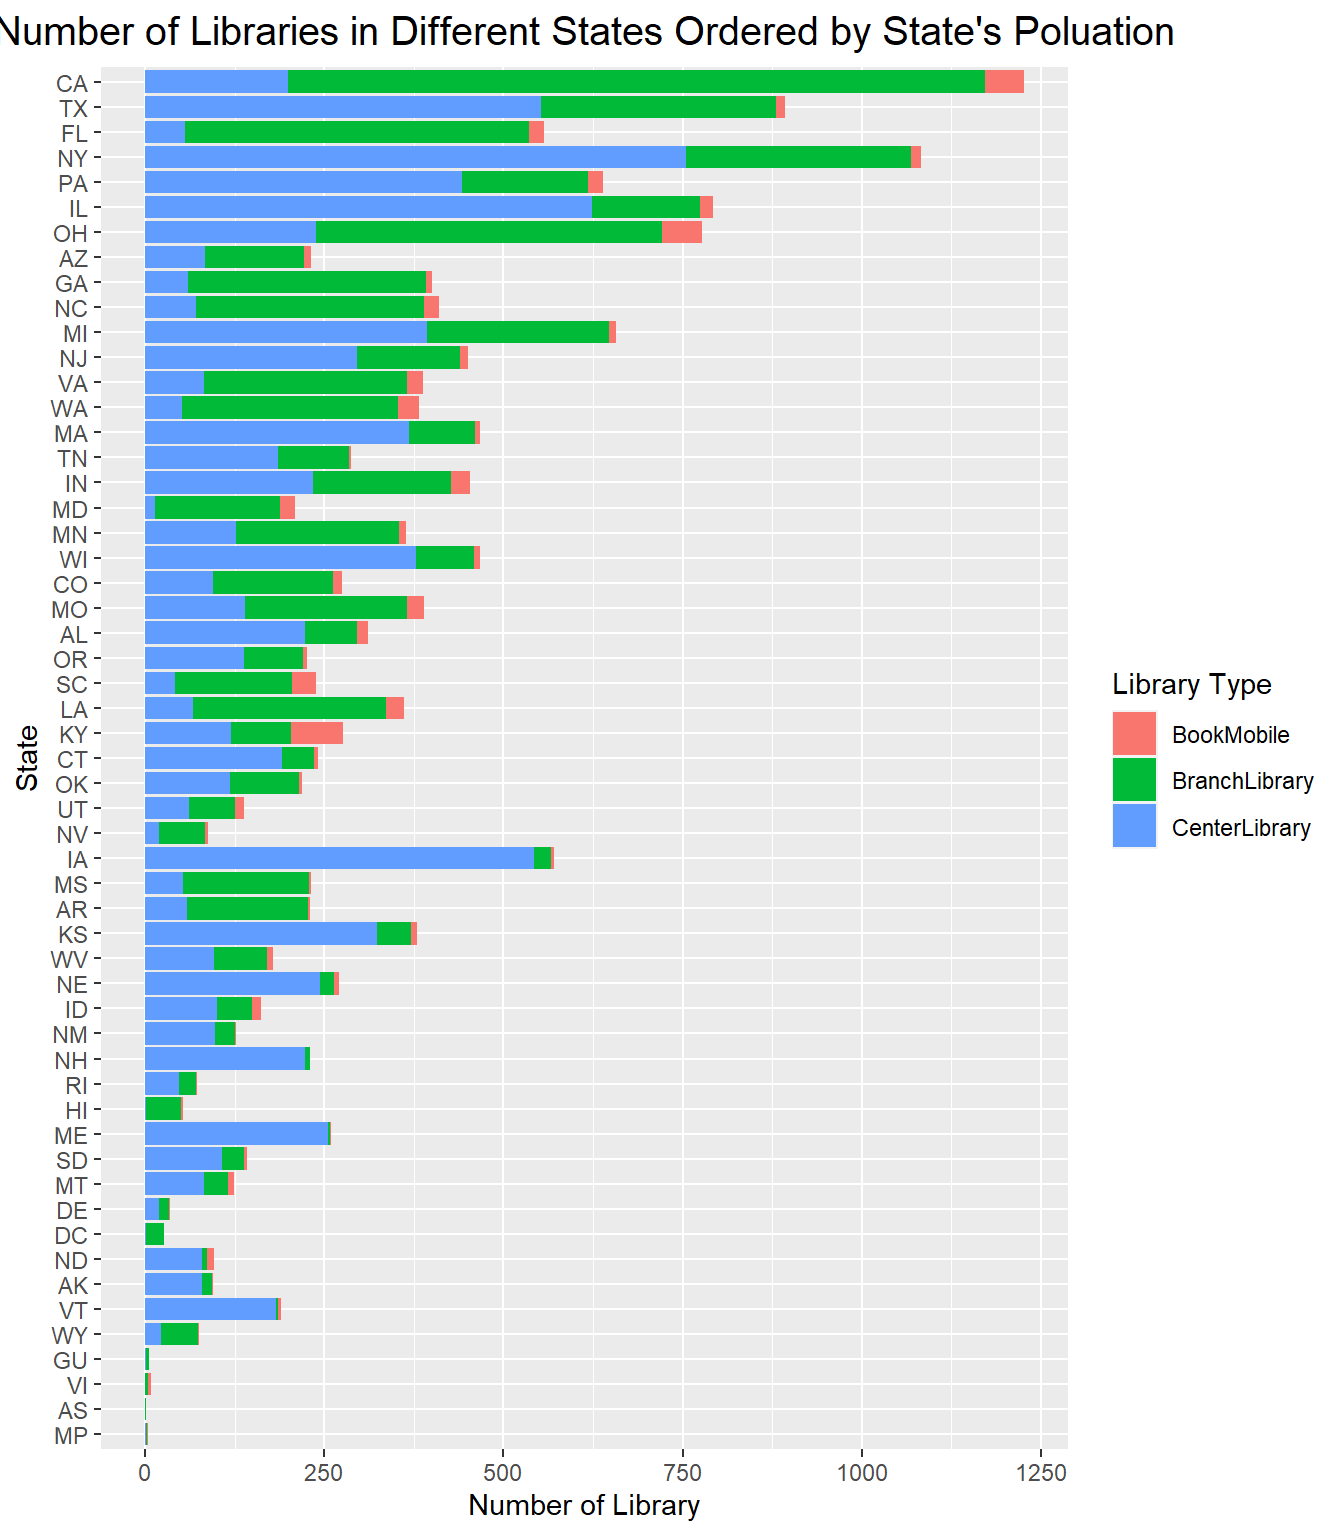 Number of Libraries in Different States Ordered by State's Poluation
CA
TX
FL
NY
PA
IL
OH
AZ
GA
NC
MI
NJ
VA
WA
MA
TN
IN
MD
MN
WI
CO
MO
AL
OR
SC
LA
KY
CT
OK
UT
NV
IA
MS
AR
KS
WV
NE
ID
NM
NH
RI
HI
ME
SD
MT
DE
DC
ND
AK
VT
WY
GU
VI
AS
MP
State
0 250 500 750 1000 1250
Number of Library
Library Type
BookMobile
BranchLibrary
CenterLibrary